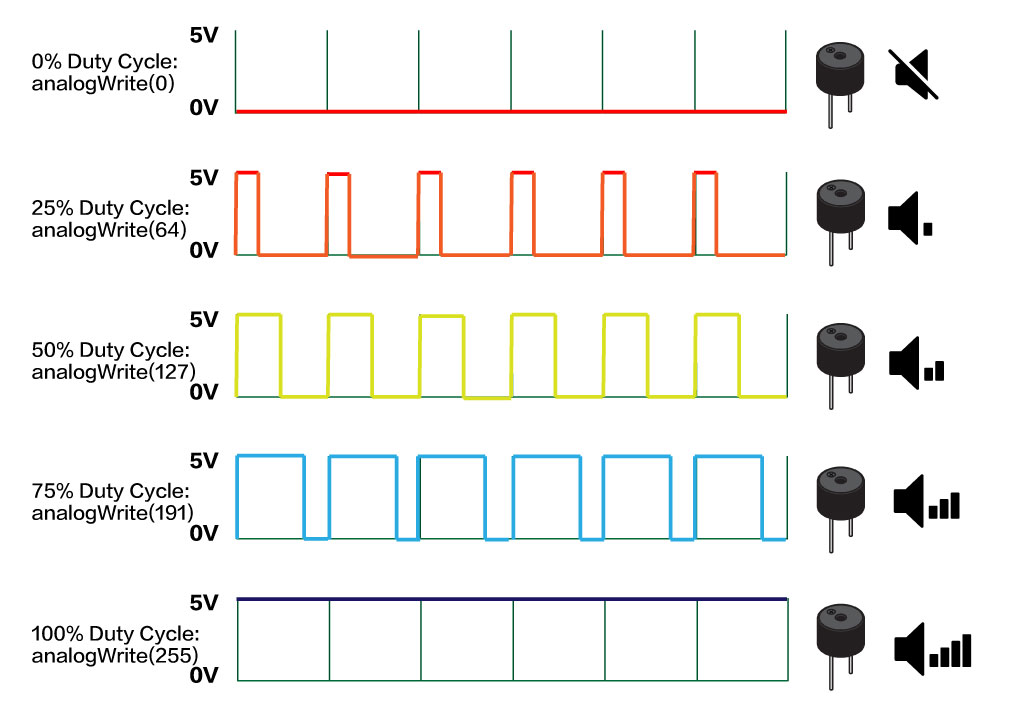 5V
0% Duty Cycle:
analogWrite(0)
0V
5V
25% Duty Cycle:
analogWrite(64)
0V
5V
50% Duty Cycle:
analogWrite(127)
0V
5V
75% Duty Cycle:
analogWrite(191)
0V
5V
100% Duty Cycle:
analogWrite(255)
0V